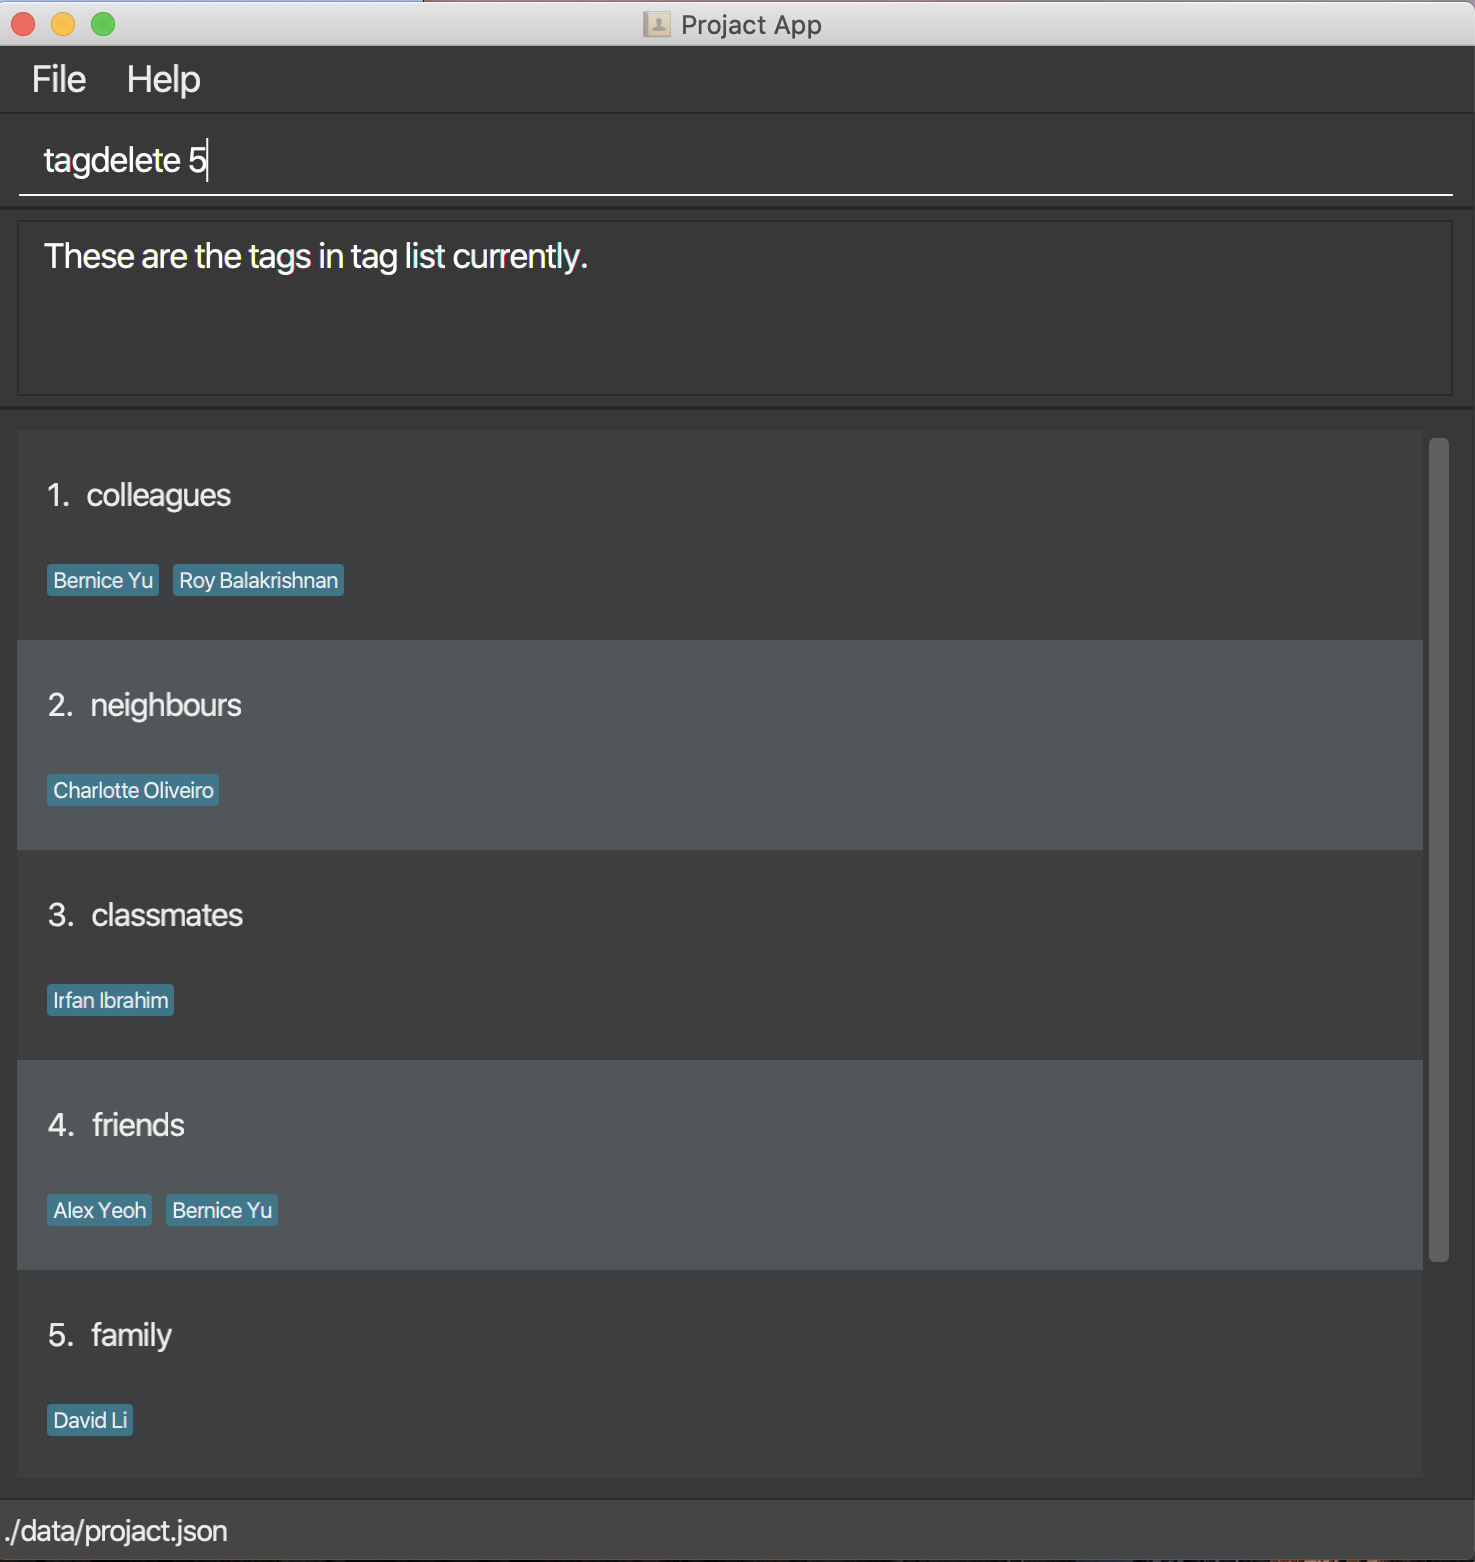 Projact App
File Help
tagdelete 5
These are the tags in tag list currently.
1. colleagues
Bernice Yu Roy Balakrishnan
2. neighbours
Charlotte Oliveiro
3. classmates
Irfan Ibrahim
4. friends
Alex Yeoh Bernice Yu
5. family
David Li
./data/projact.json